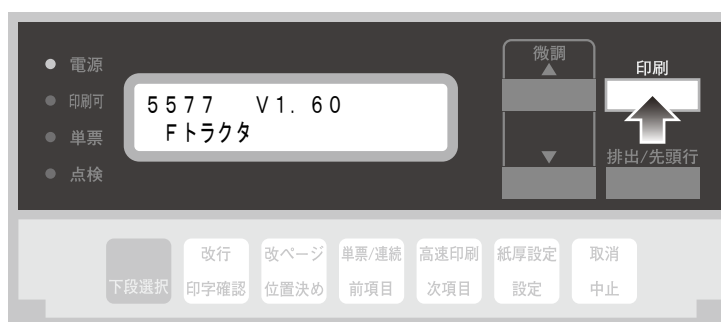 電源
印刷可
単票
点検
5577 V1.60
Fトラクタ
微調
印刷
排出/先頭行
下段選択
改行
印字確認
改ページ
位置決め
単票/連続
前項目
高速印刷
次項目
紙厚設定
設定
取消
中止